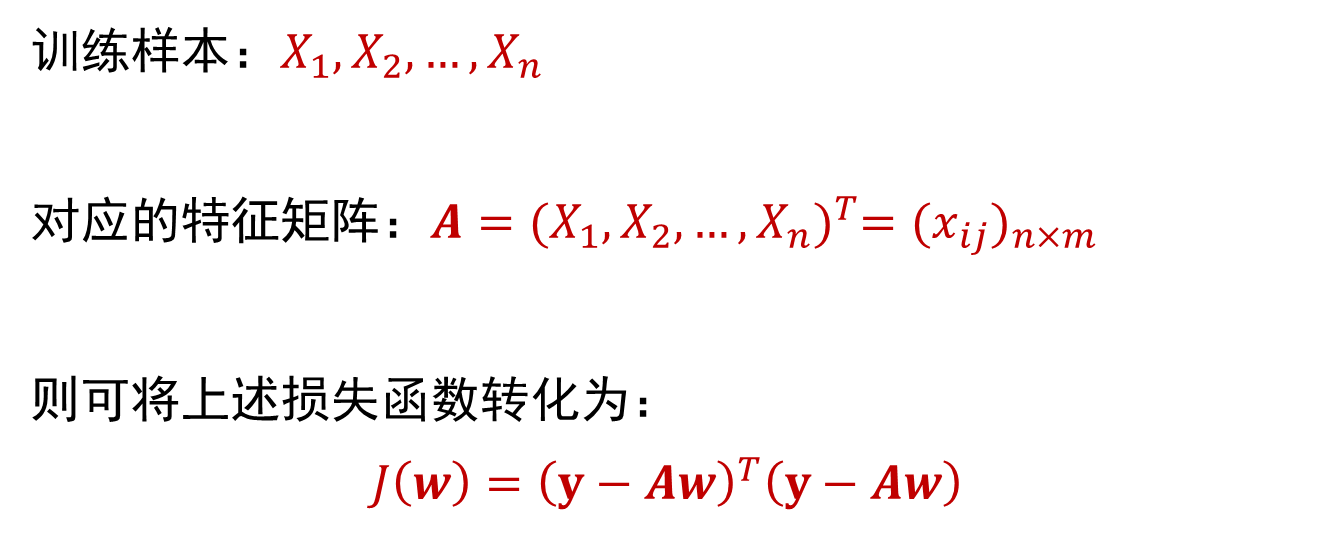 训练样本：X₁, X₂, … , Xₙ
对应的特征矩阵：A = (X₁, X₂, … , Xₙ)ᵀ = (xᵢⱼ)ₙ×ₘ
则可将上述损失函数转化为：
J(w) = (y − Aw)ᵀ(y − Aw)